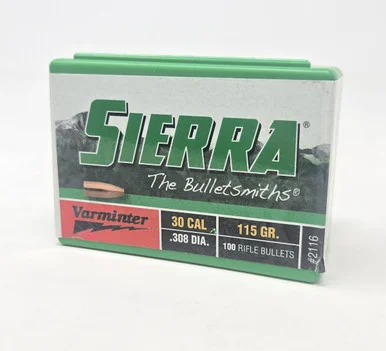 SIERRA®
The Bulletsmiths®
Varminter
30 CAL
.308 DIA.
115 GR.
100 RIFLE BULLETS
#2116